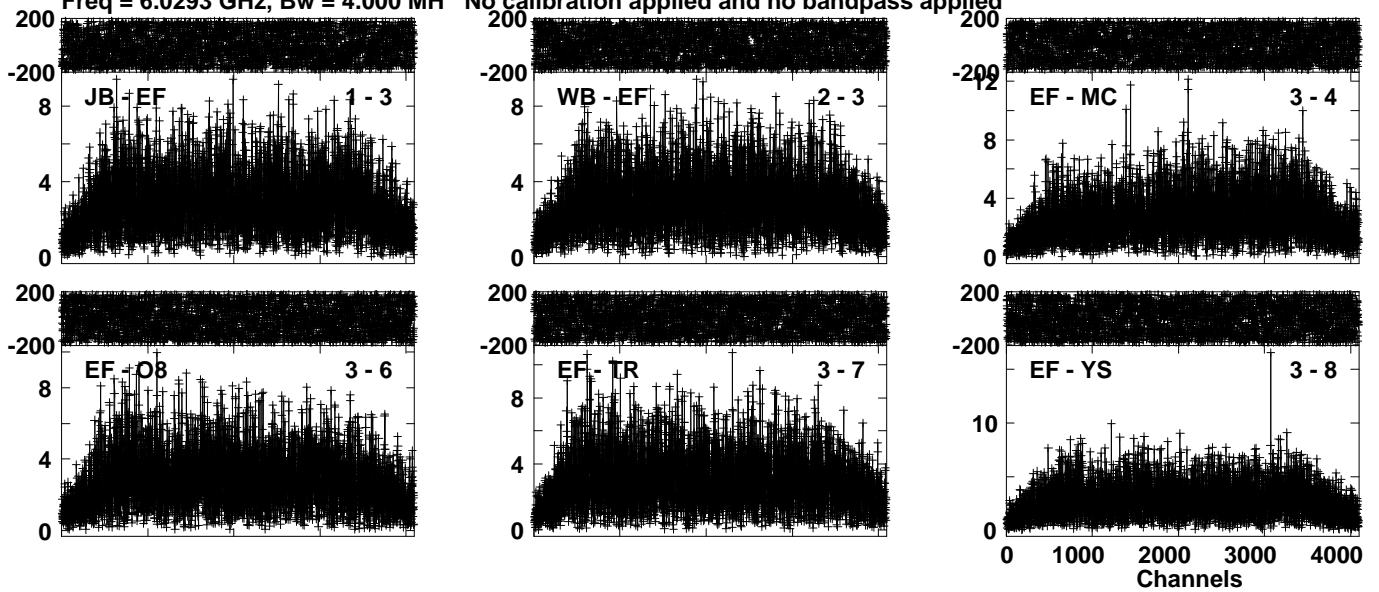 Freq = 6.0293 GHz, Bw = 4.000 MH No calibration applied and no bandpass applied
200 200 200
-200 -200 -200
12
JB - EF 1 - 3 WB - EF 2 - 3 EF - MC 3 - 4
8 8 8
4 4 4
0 0 0
200 200 200
-200 -200 -200
EF - O8 3 - 6 EF - TR 3 - 7 EF - YS 3 - 8
8 8 10
4 4
0 0 0
0 1000 2000 3000 4000
Channels